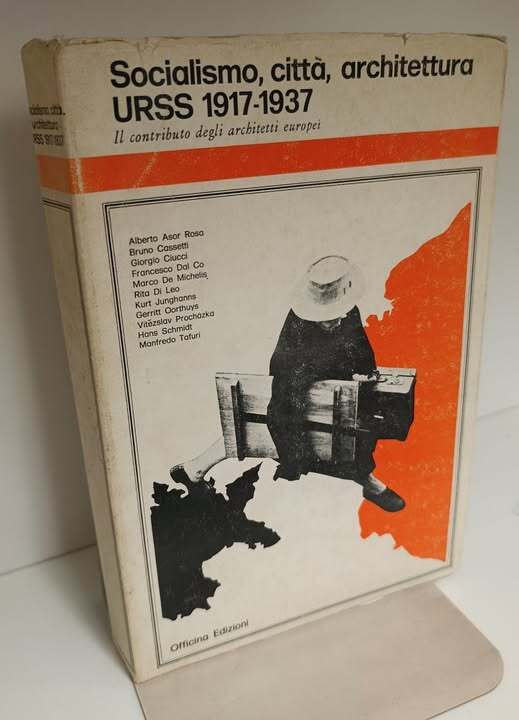 Socialismo, città, architettura
URSS 1917-1937
Il contributo degli architetti europei
Alberto Asor Rosa
Bruno Cassetti
Giorgio Ciucci
Francesco Dal Co
Marco De Michelis
Rita Di Leo
Kurt Junghanns
Gerritt Oorthuys
Vitězslav Prochàzka
Hans Schmidt
Manfredo Tafuri
Officina Edizioni
socialismo, città,
architettura
URSS 1917-1937